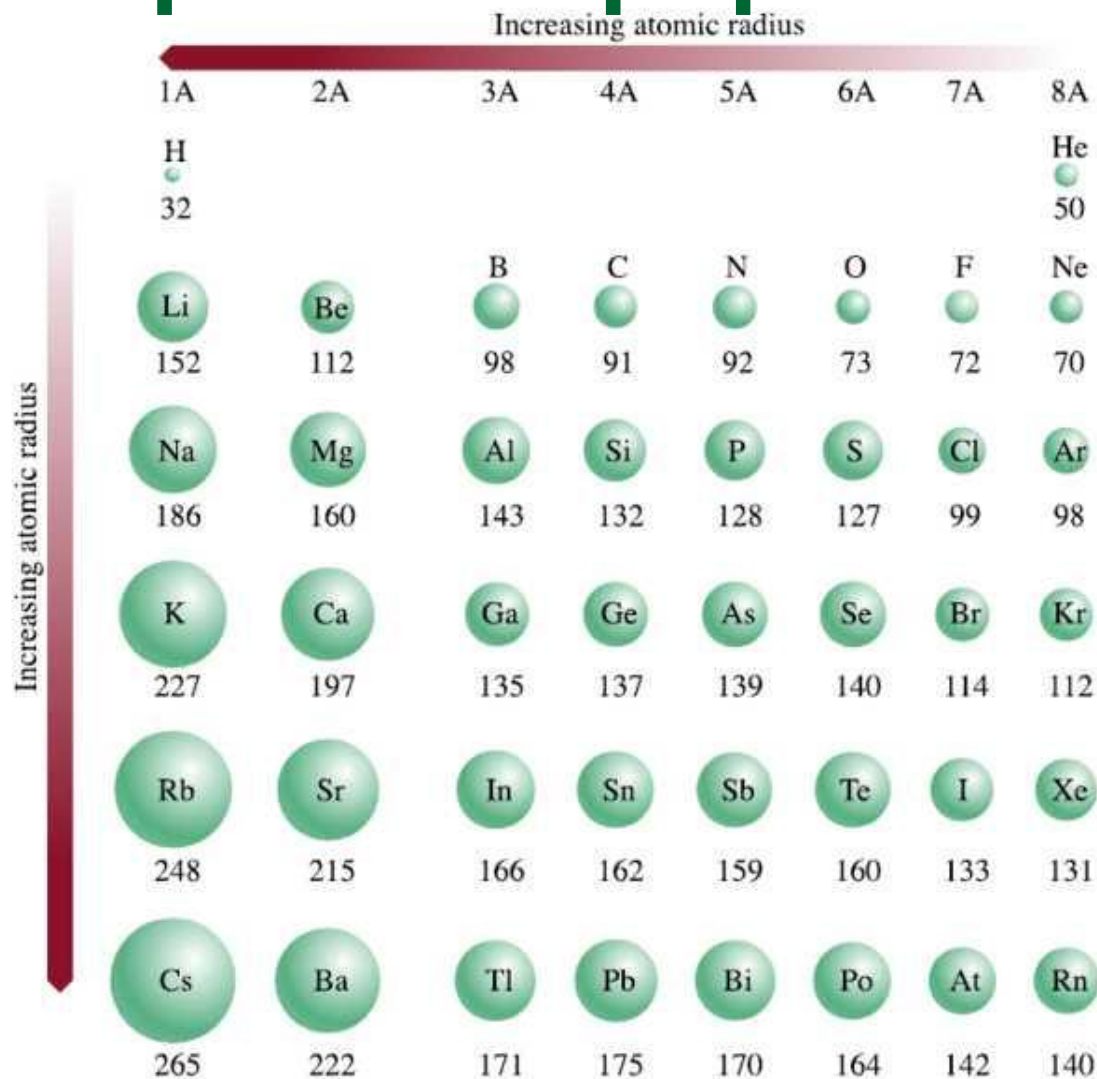 Increasing atomic radius
1A 2A 3A 4A 5A 6A 7A 8A
H He
32 50
B C N O F Ne
Li Be
152 112 98 91 92 73 72 70
Na Mg Al Si P S Cl Ar
186 160 143 132 128 127 99 98
K Ca Ga Ge As Se Br Kr
227 197 135 137 139 140 114 112
Rb Sr In Sn Sb Te I Xe
248 215 166 162 159 160 133 131
Cs Ba Tl Pb Bi Po At Rn
265 222 171 175 170 164 142 140
Increasing atomic radius